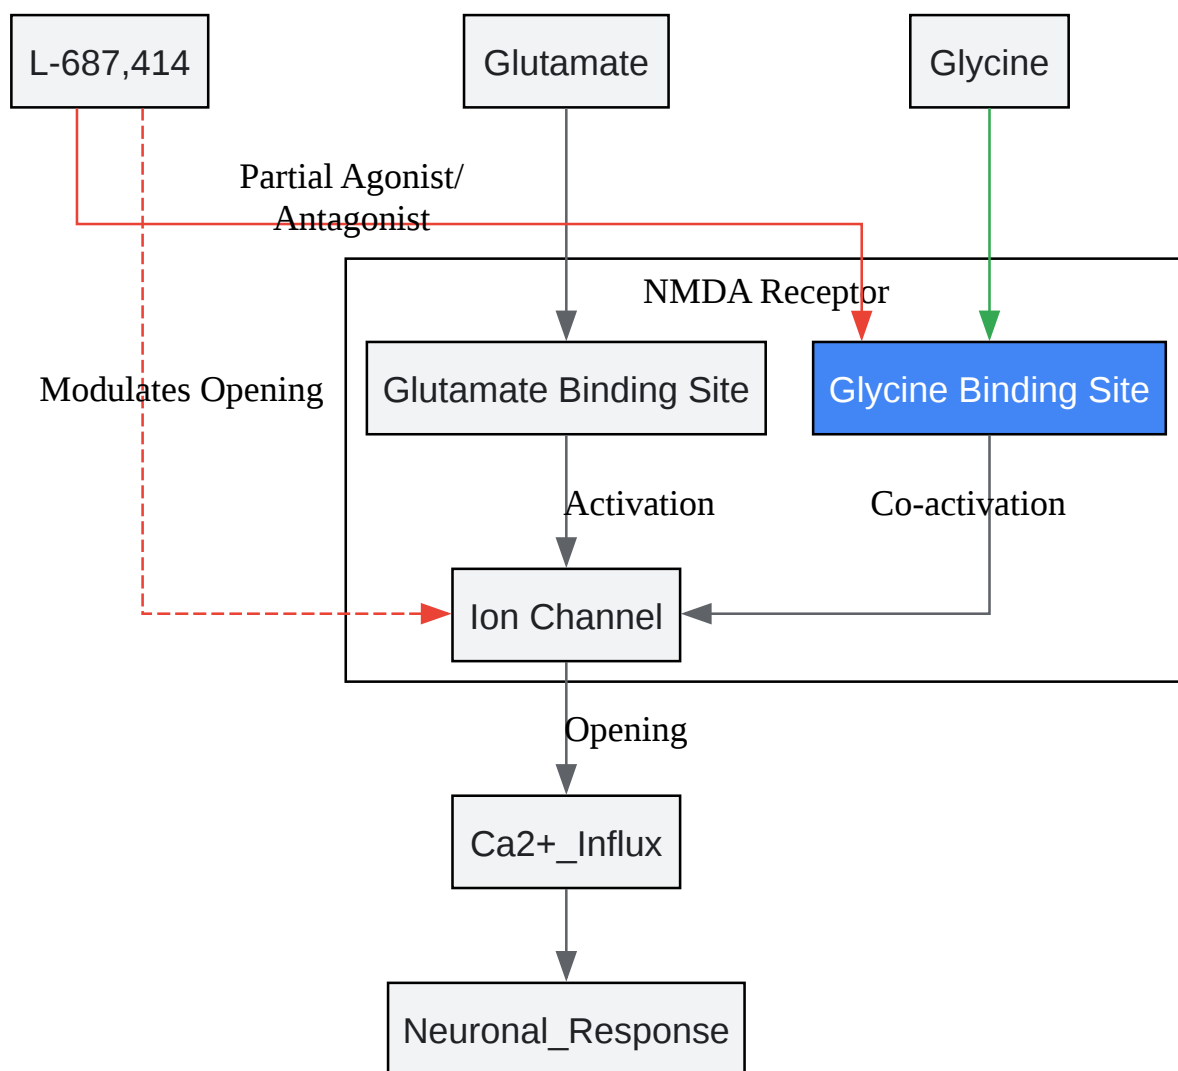 L-687,414
Glutamate
Glycine
Partial Agonist/
Antagonist
NMDA Receptor
Glutamate Binding Site
Glycine Binding Site
Modulates Opening
Activation
Co-activation
Ion Channel
Opening
Ca2+_Influx
Neuronal_Response